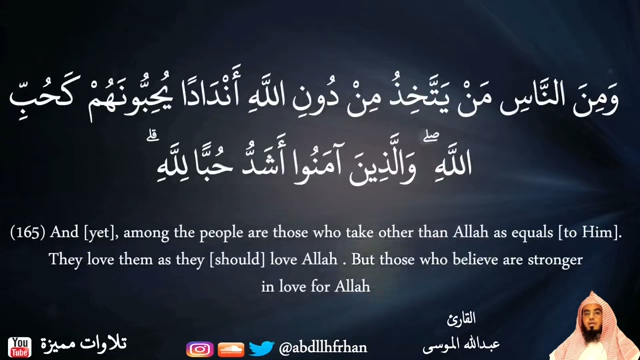 وَمِنَ النَّاسِ مَنْ يَتَّخِذُ مِنْ دُونِ اللَّهِ أَنْدَادًا يُحِبُّونَهُمْ كَحُبِّ
اللَّهِ ۖ وَالَّذِينَ آمَنُوا أَشَدُّ حُبًّا لِلَّهِ ۗ
(165) And [yet], among the people are those who take other than Allah as equals [to Him].
They love them as they [should] love Allah . But those who believe are stronger
in love for Allah
القارئ
عبدالله الموسى
You Tube تلاوات مميزة
@abdllhfrhan